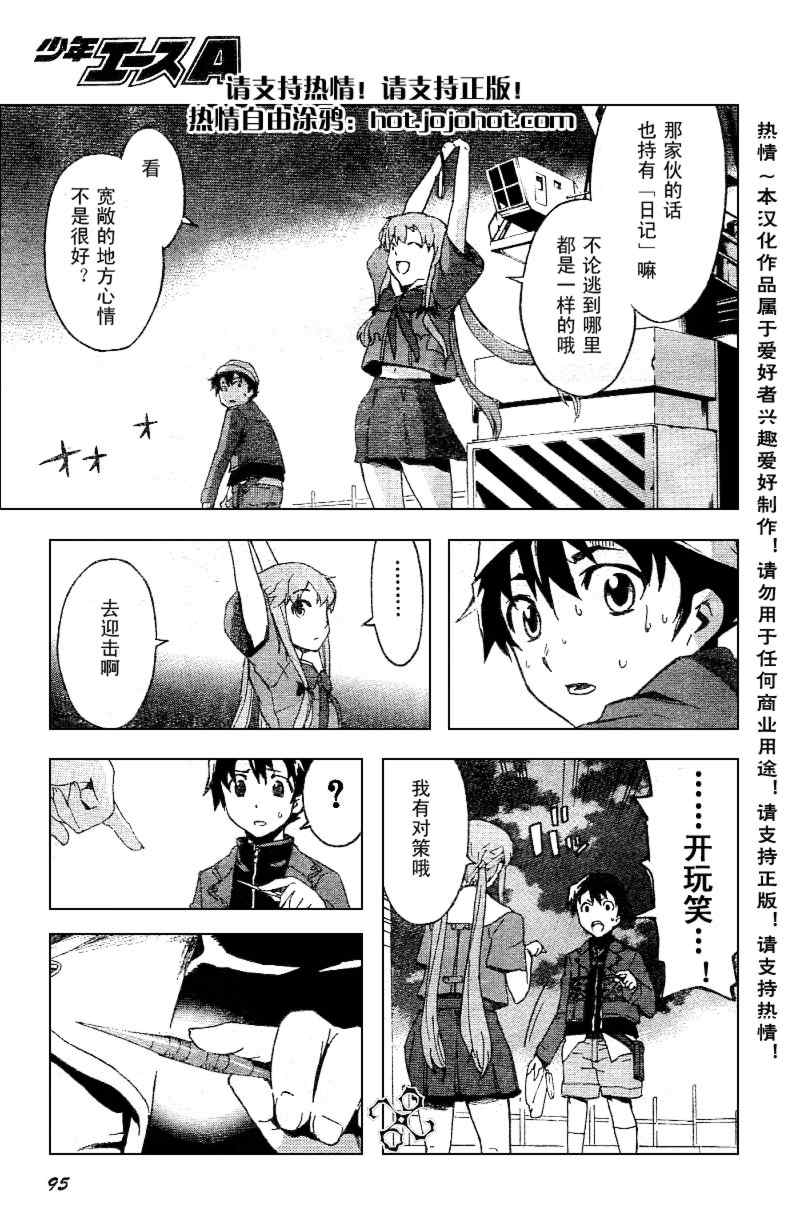 少年エースA
请支持热情！请支持正版！
热情自由涂鸦：hot.jojohot.com
那家伙的话
也持有「日记」嘛
不论逃到哪里
都是一样的哦
看
宽敞的地方心情
不是很好？
………
去迎击啊
……开玩笑…！
我有对策哦
？
95
热情～本汉化作品属于爱好者兴趣爱好制作！请勿用于任何商业用途！请支持正版！请支持热情！